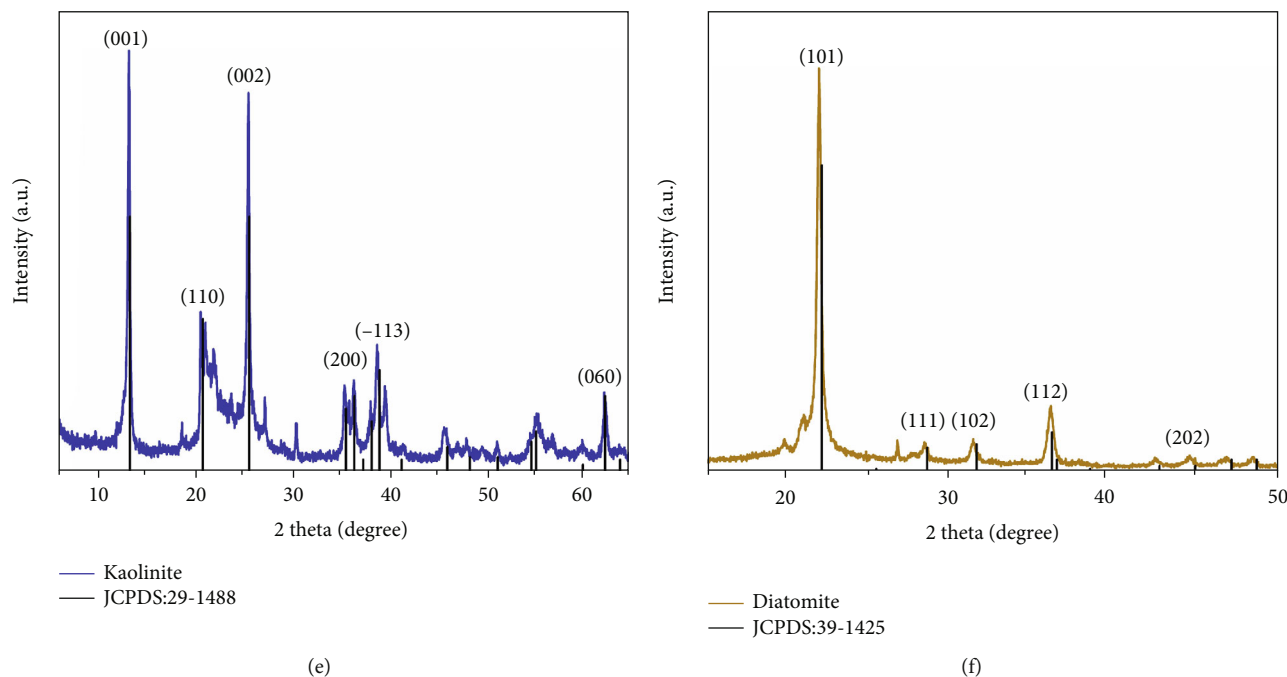 (001)
(002)
(110)
(–113)
(200)
(060)
Intensity (a.u.)
10 20 30 40 50 60
2 theta (degree)
Kaolinite
JCPDS:29-1488
(e)
(101)
(112)
(111) (102)
(202)
Intensity (a.u.)
20 30 40 50
2 theta (degree)
Diatomite
JCPDS:39-1425
(f)